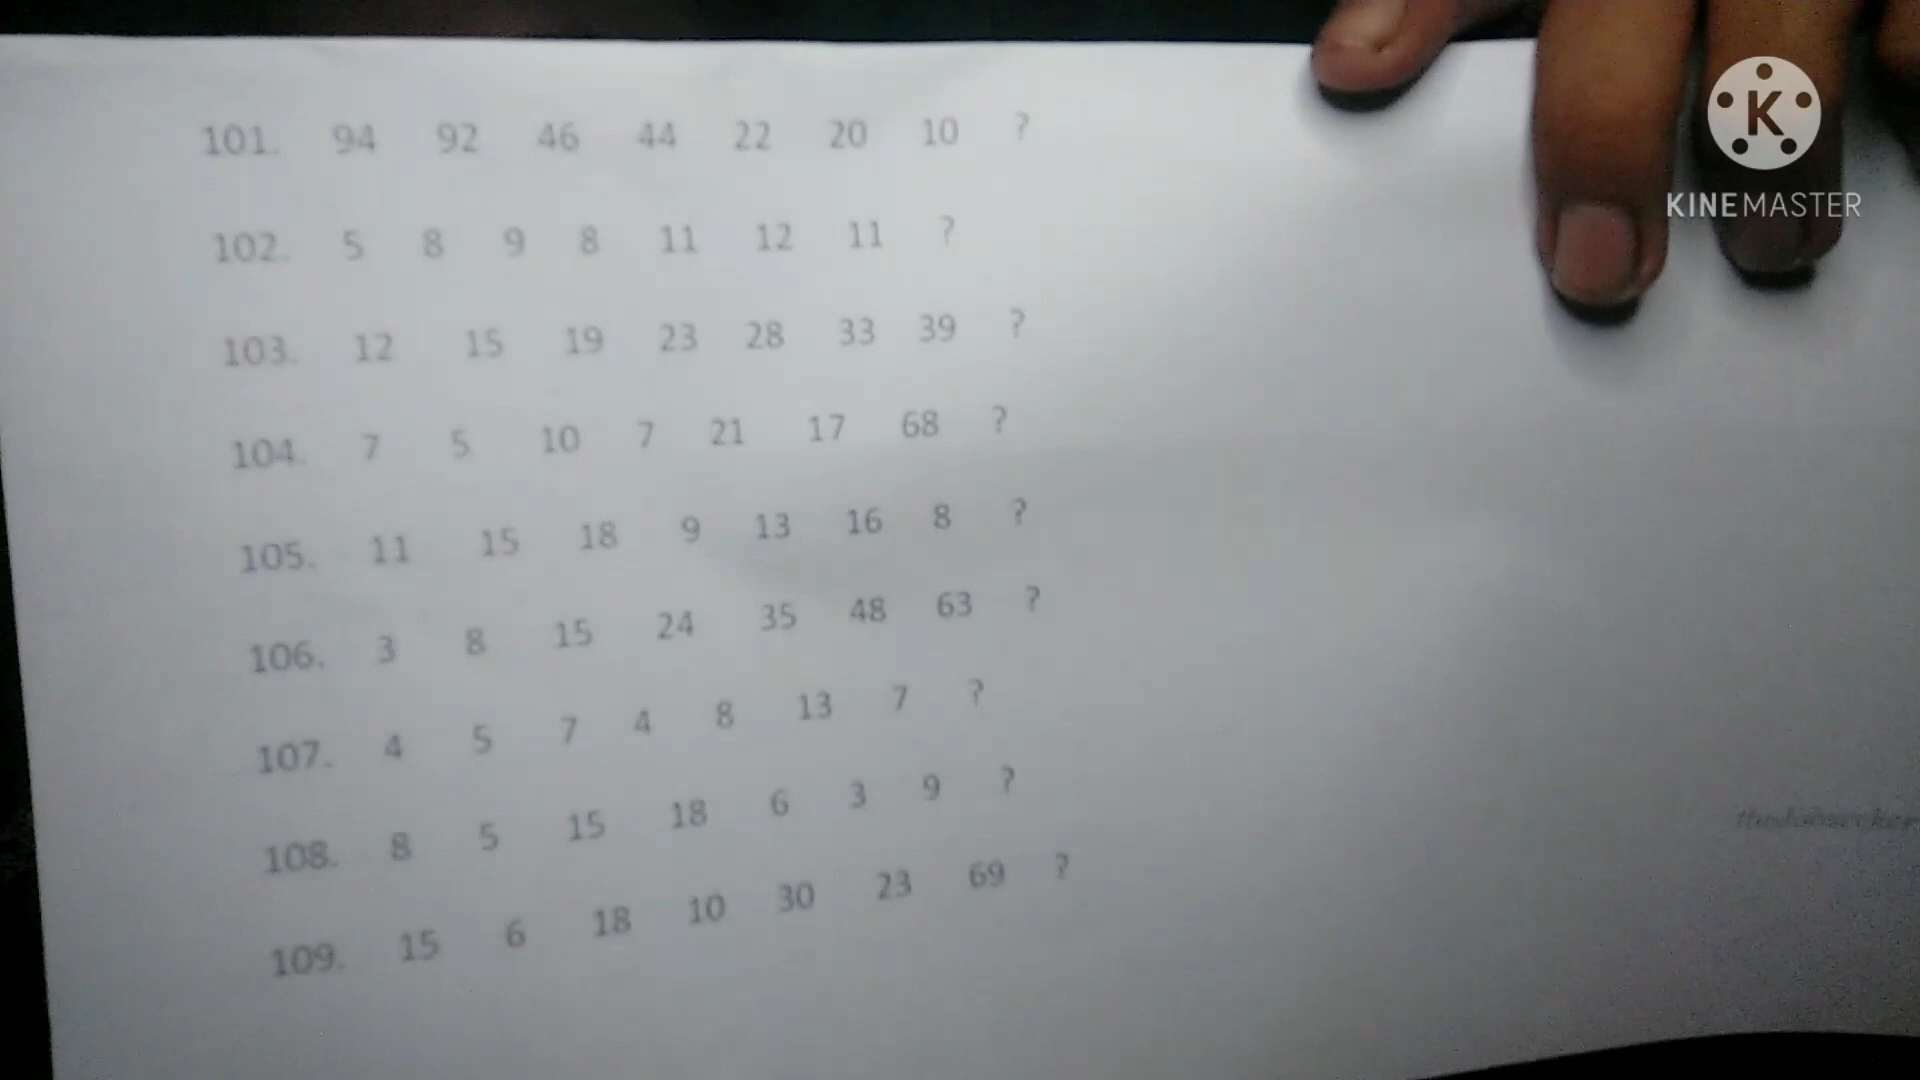 K
KINEMASTER
101. 94 92 46 44 22 20 10 ?
102. 5 8 9 8 11 12 11 ?
103. 12 15 19 23 28 33 39 ?
104. 7 5 10 7 21 17 68 ?
105. 11 15 18 9 13 16 8 ?
106. 3 8 15 24 35 48 63 ?
107. 4 5 7 4 8 13 7 ?
108. 8 5 15 18 6 3 9 ?
109. 15 6 18 10 30 23 69 ?